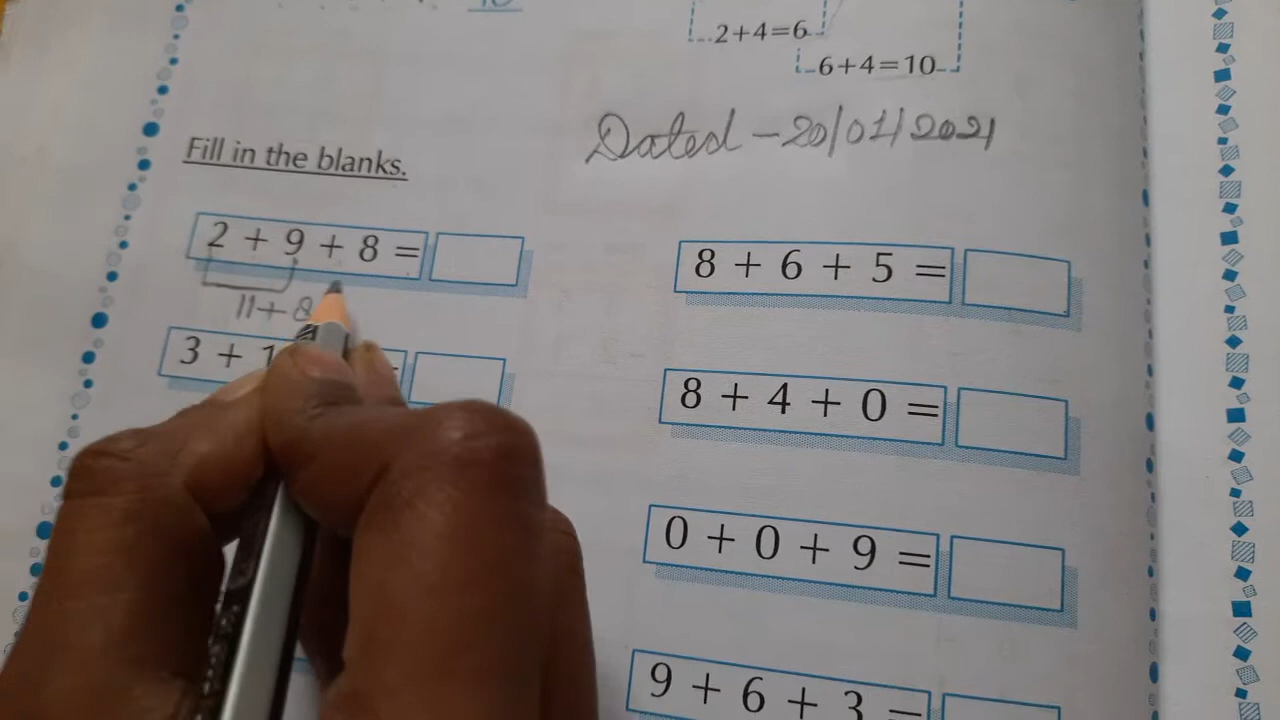 2+4=6
6+4=10
Dated - 20/01/2021
Fill in the blanks.
2 + 9 + 8 =
11+8
3 + 1
8 + 6 + 5 =
8 + 4 + 0 =
0 + 0 + 9 =
9 + 6 + 3 =